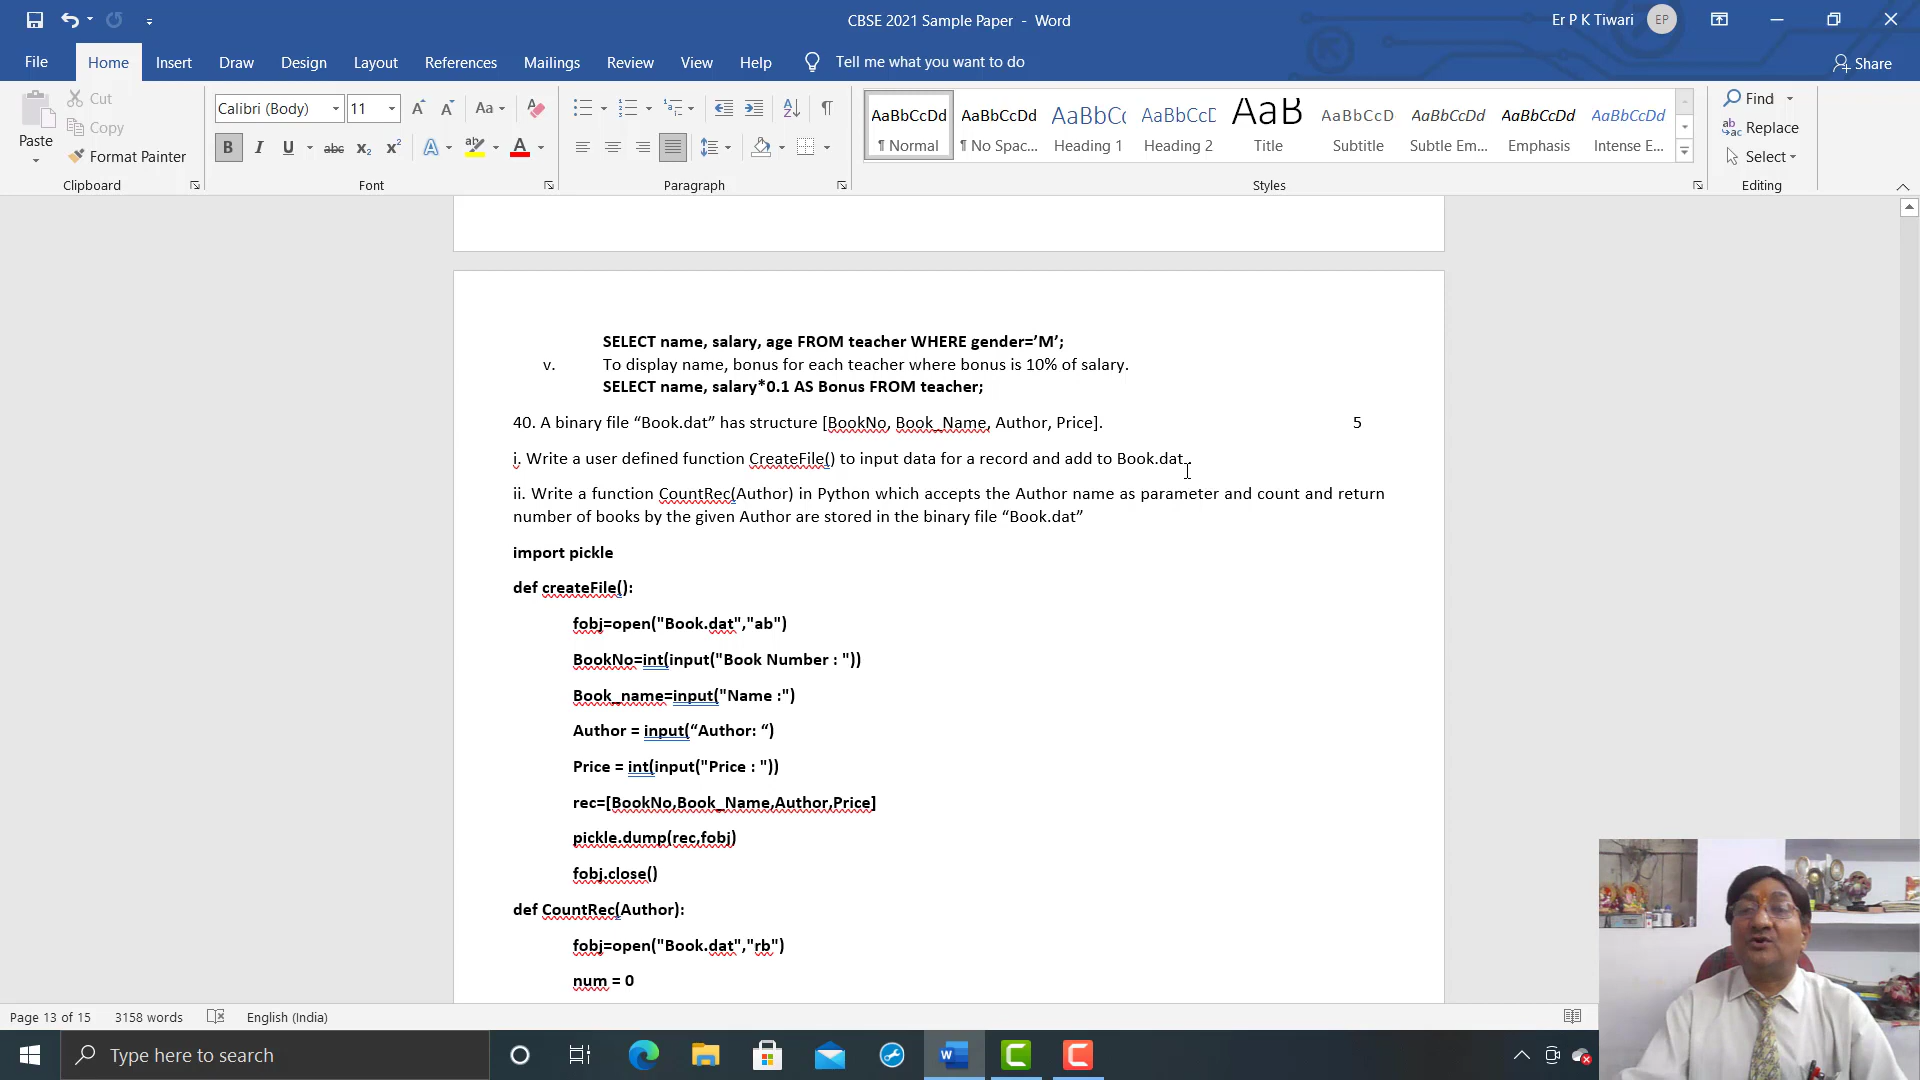 CBSE 2021 Sample Paper - Word
Er P K Tiwari
EP
File
Home
Insert
Draw
Design
Layout
References
Mailings
Review
View
Help
Tell me what you want to do
Share
Paste
Cut
Copy
Format Painter
Clipboard
Calibri (Body)
11
Font
Paragraph
AaBbCcDd
¶ Normal
AaBbCcDd
¶ No Spac...
AaBbCc
Heading 1
AaBbCcD
Heading 2
AaB
Title
AaBbCcD
Subtitle
AaBbCcDd
Subtle Em...
AaBbCcDd
Emphasis
AaBbCcDd
Intense E...
Styles
Find
Replace
Select
Editing
SELECT name, salary, age FROM teacher WHERE gender=’M’;
v. To display name, bonus for each teacher where bonus is 10% of salary.
SELECT name, salary*0.1 AS Bonus FROM teacher;
40. A binary file “Book.dat” has structure [BookNo, Book_Name, Author, Price]. 5
i. Write a user defined function CreateFile() to input data for a record and add to Book.dat .
ii. Write a function CountRec(Author) in Python which accepts the Author name as parameter and count and return
number of books by the given Author are stored in the binary file “Book.dat”
import pickle
def createFile():
fobj=open("Book.dat","ab")
BookNo=int(input("Book Number : "))
Book_name=input("Name :")
Author = input(“Author: “)
Price = int(input("Price : "))
rec=[BookNo,Book_Name,Author,Price]
pickle.dump(rec,fobj)
fobj.close()
def CountRec(Author):
fobj=open("Book.dat","rb")
num = 0
Page 13 of 15
3158 words
English (India)
Type here to search